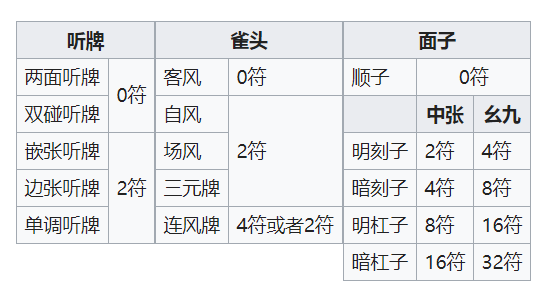 听牌 雀头 面子
两面听牌 0符 客风 0符 顺子 0符
双碰听牌 自风 2符 中张 幺九
嵌张听牌 2符 场风 明刻子 2符 4符
边张听牌 三元牌 暗刻子 4符 8符
单调听牌 连风牌 4符或者2符 明杠子 8符 16符
暗杠子 16符 32符